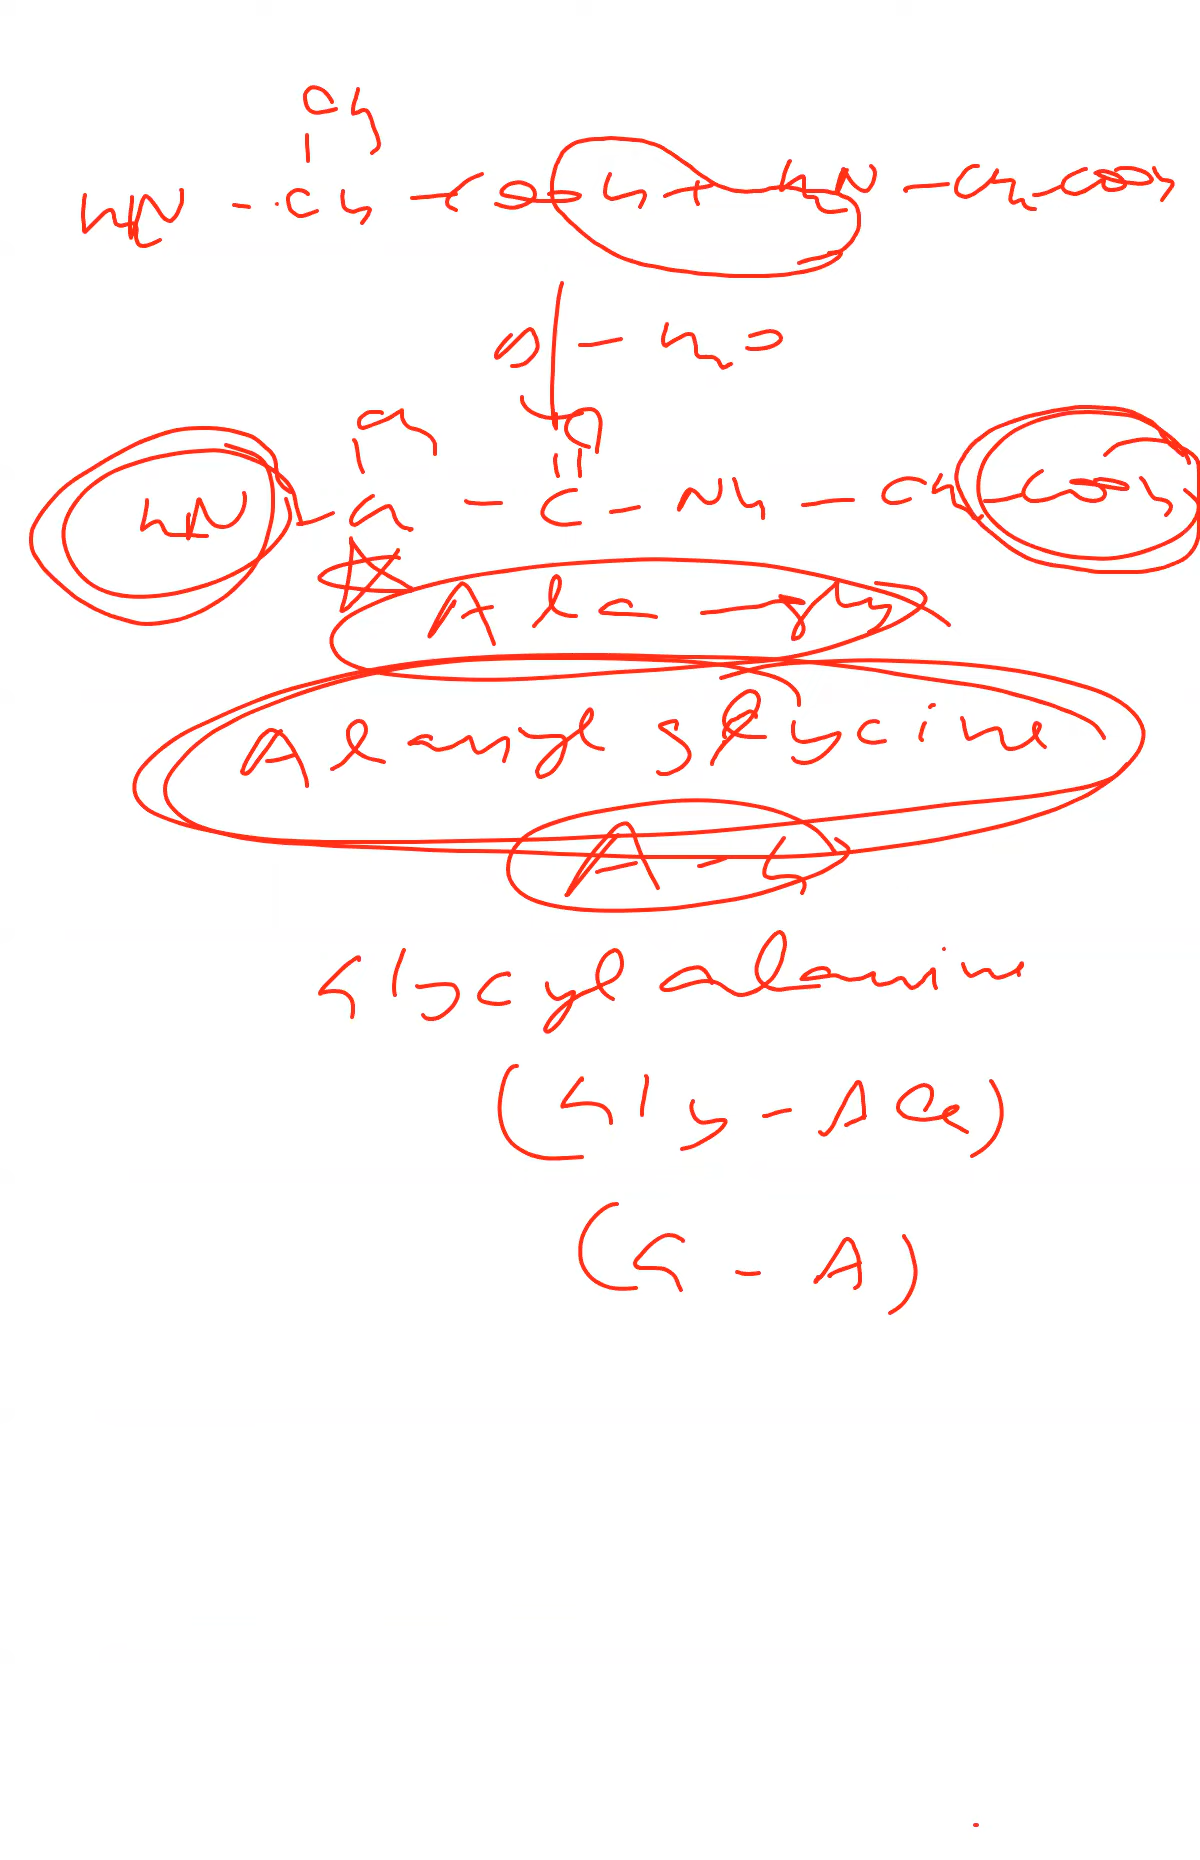 CH₃
H₂N - CH - COOH + H₂N - CH₂ - COOH
- H₂O
CH₃ O
H₂N - CH - C - NH - CH₂ - COOH
Ala - gly
Alanyl glycine
A - G
Glycyl alanine
(Gly - Ala)
(G - A)